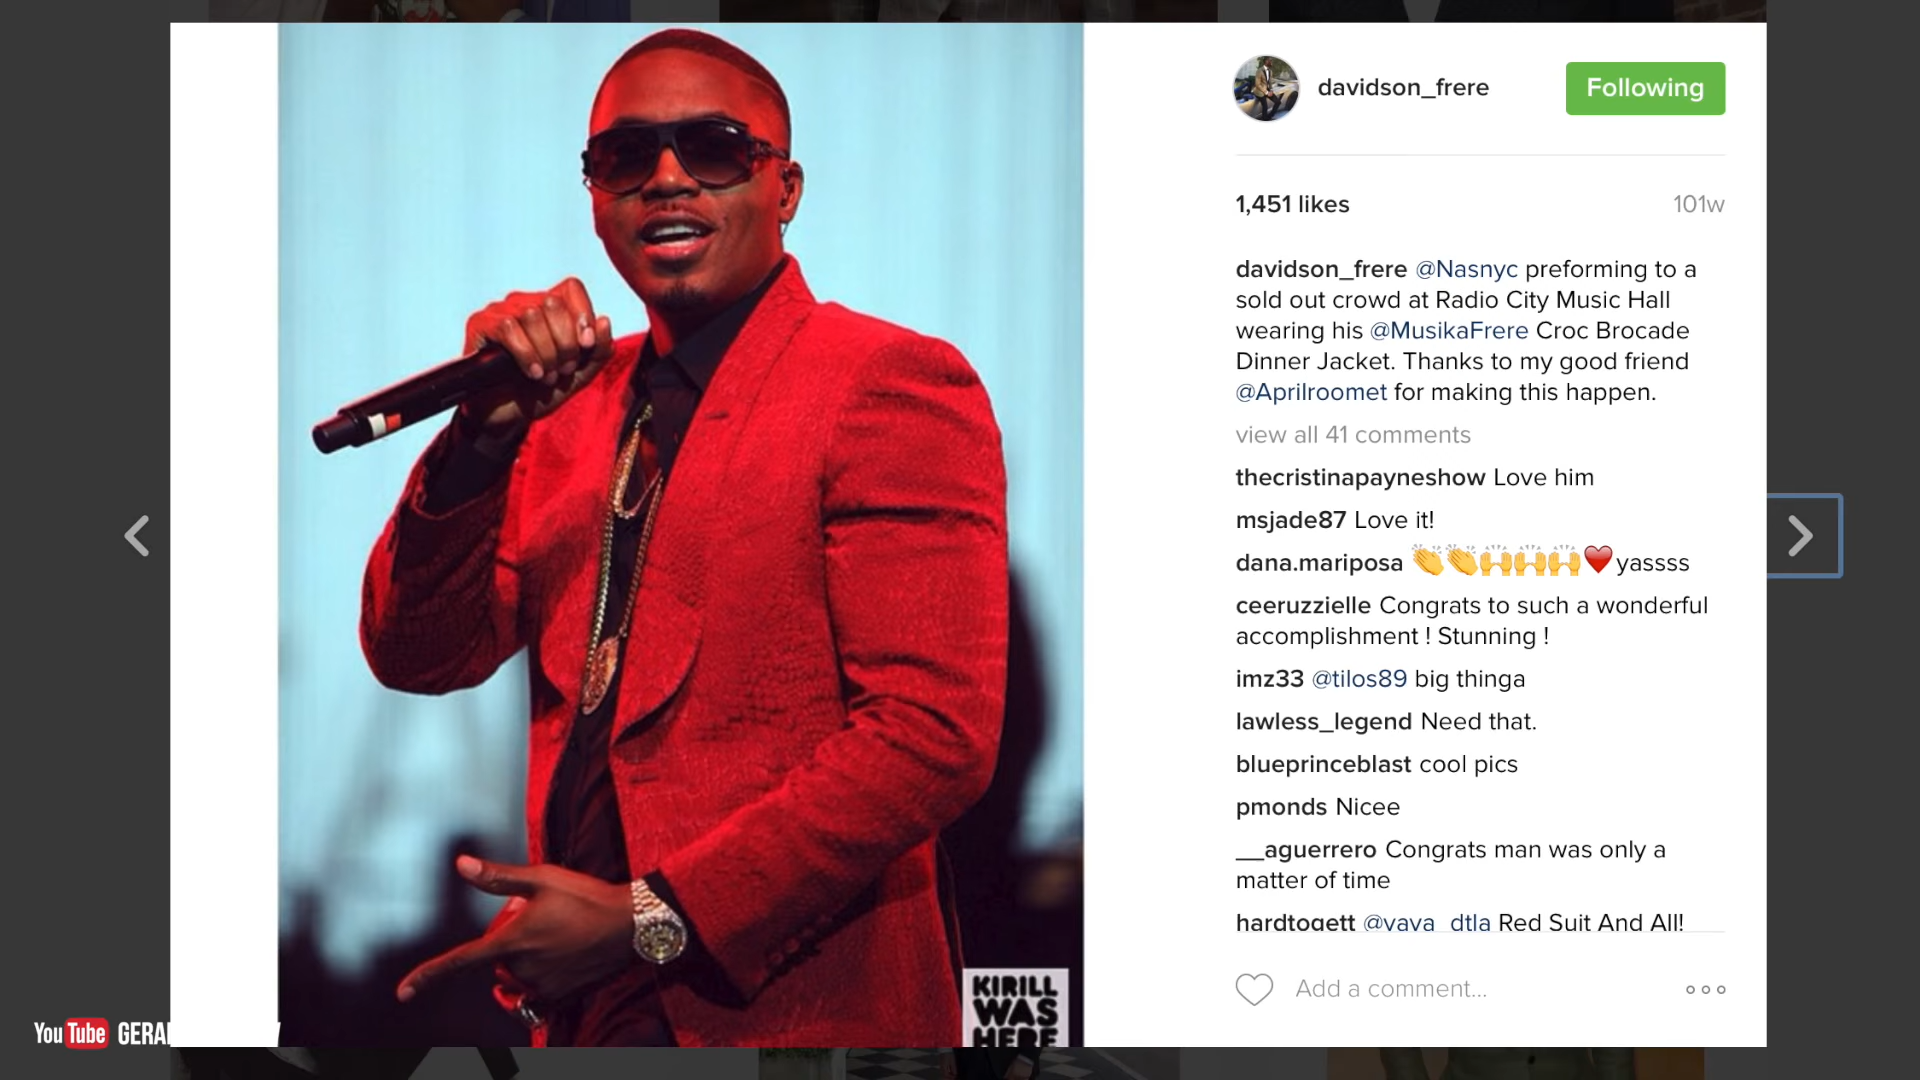 davidson_frere
Following
1,451 likes
101w
davidson_frere @Nasnyc preforming to a
sold out crowd at Radio City Music Hall
wearing his @MusikaFrere Croc Brocade
Dinner Jacket. Thanks to my good friend
@Aprilroomet for making this happen.
view all 41 comments
thecristinapayneshow Love him
msjade87 Love it!
dana.mariposa 👏👏🙌🙌🙌❤️yassss
ceeruzzielle Congrats to such a wonderful
accomplishment ! Stunning !
imz33 @tilos89 big thinga
lawless_legend Need that.
blueprinceblast cool pics
pmonds Nicee
__aguerrero Congrats man was only a
matter of time
hardtogett @vava_dtla Red Suit And All!
Add a comment...
KIRILL
WAS
HERE
YouTube